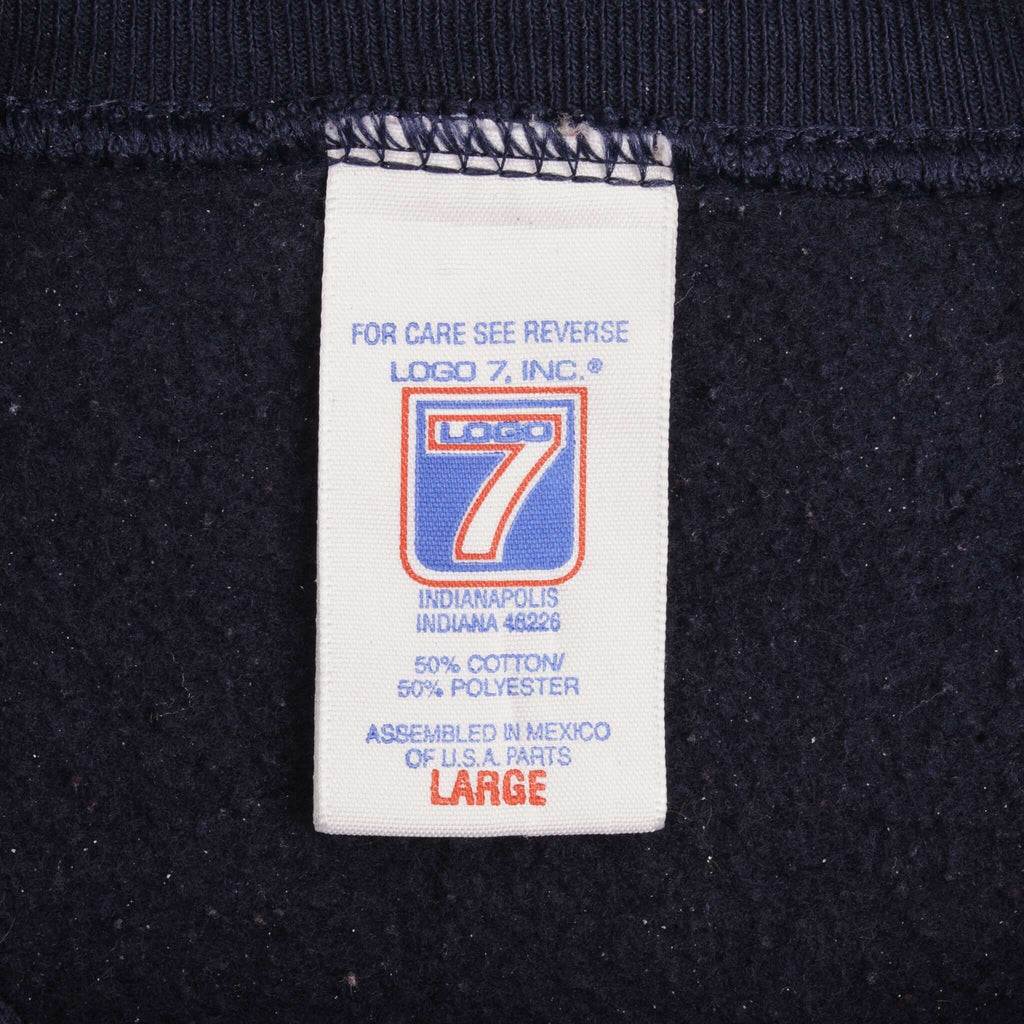 FOR CARE SEE REVERSE
LOGO 7, INC.®
LOGO
7
INDIANAPOLIS
INDIANA 46226
50% COTTON/
50% POLYESTER
ASSEMBLED IN MEXICO
OF U.S.A. PARTS
LARGE